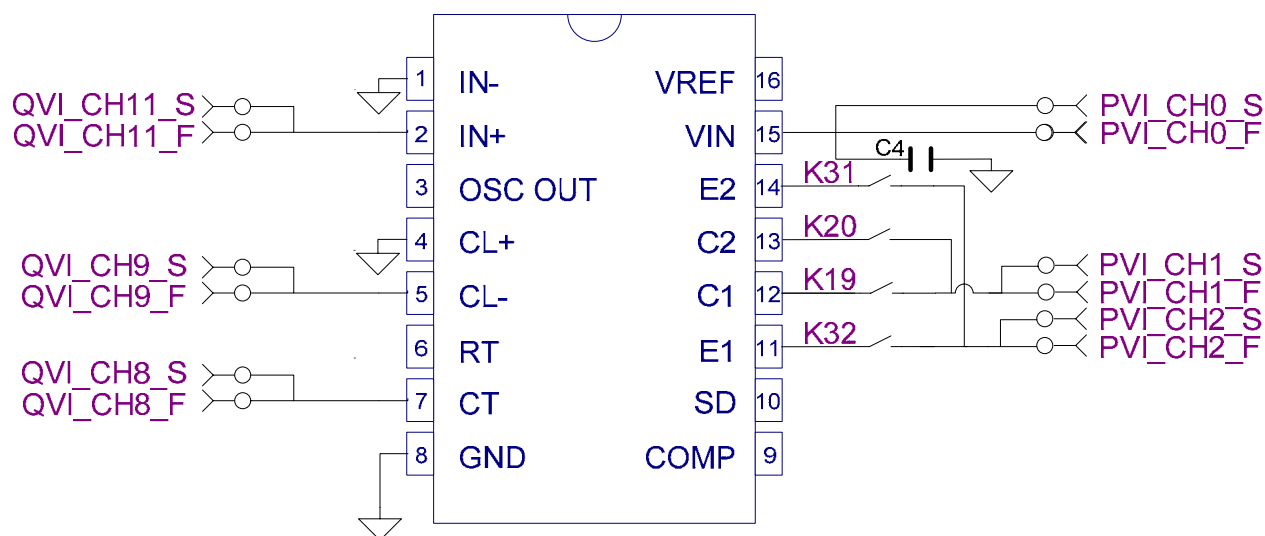 QVI_CH11_S
QVI_CH11_F
QVI_CH9_S
QVI_CH9_F
QVI_CH8_S
QVI_CH8_F
1 IN-
2 IN+
3 OSC OUT
4 CL+
5 CL-
6 RT
7 CT
8 GND
VREF 16
VIN 15
E2 14
C2 13
C1 12
E1 11
SD 10
COMP 9
C4
K31
K20
K19
K32
PVI_CH0_S
PVI_CH0_F
PVI_CH1_S
PVI_CH1_F
PVI_CH2_S
PVI_CH2_F